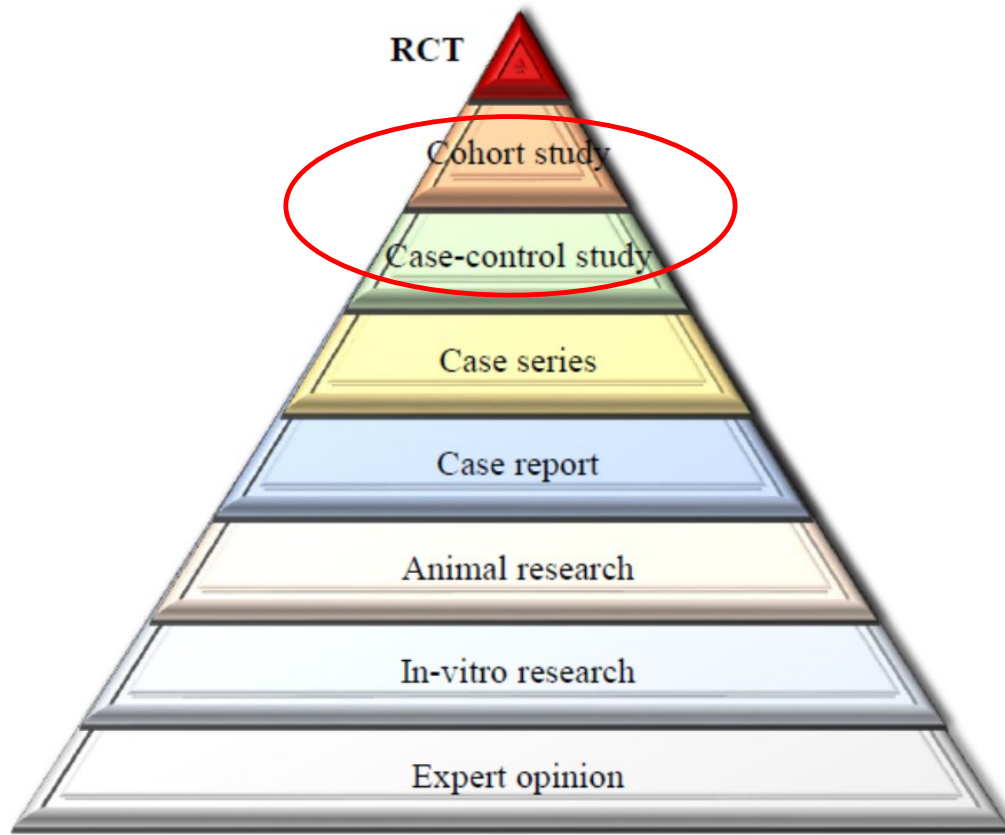 RCT
Cohort study
Case-control study
Case series
Case report
Animal research
In-vitro research
Expert opinion